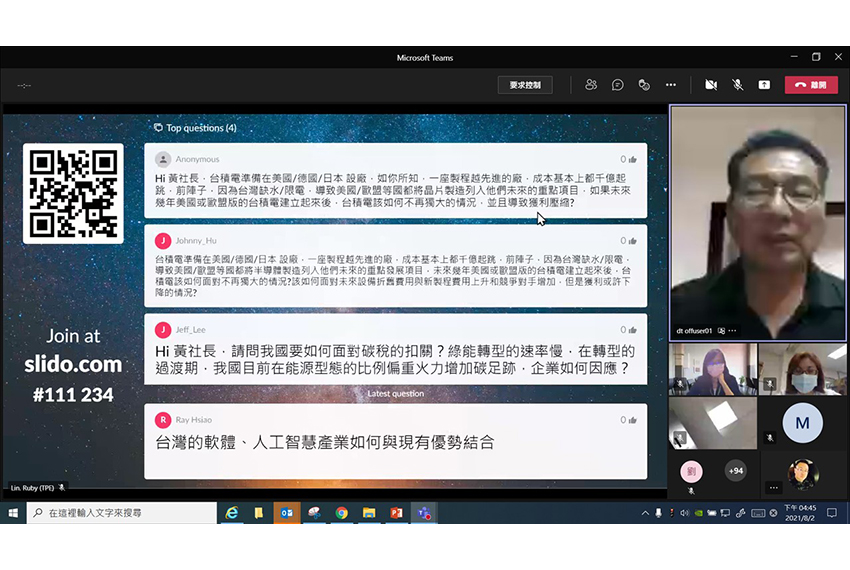 Microsoft Teams
--:--
要求控制
離開
Top questions (4)
Anonymous
0
Hi 黃社長，台積電準備在美國/德國/日本 設廠，如你所知，一座製程越先進的廠，成本基本上都千億起
跳，前陣子，因為台灣缺水/限電，導致美國/歐盟等國都將晶片製造列入他們未來的重點項目，如果未來
幾年美國或歐盟版的台積電建立起來後，台積電該如何不再獨大的情況，並且導致獲利壓縮?
J
Johnny_Hu
0
台積電準備在美國/德國/日本 設廠，一座製程越先進的廠，成本基本上都千億起跳，前陣子，因為台灣缺水/限電，
導致美國/歐盟等國都將半導體製造列入他們未來的重點發展項目，未來幾年美國或歐盟版的台積電建立起來後，台
積電該如何面對不再獨大的情況?該如何面對未來設備折舊費用與新製程費用上升和競爭對手增加，但是獲利或許下
降的情況?
J
Jeff_Lee
0
Hi 黃社長，請問我國要如何面對碳稅的扣關？綠能轉型的速率慢，在轉型的
過渡期，我國目前在能源型態的比例偏重火力增加碳足跡，企業如何因應？
Latest question
R
Ray Hsiao
0
台灣的軟體、人工智慧產業如何與現有優勢結合
Join at
slido.com
#111 234
Lin, Ruby (TPE)
dt offuser01
M
劉
+94
在這裡輸入文字來搜尋
下午 04:45
2021/8/2